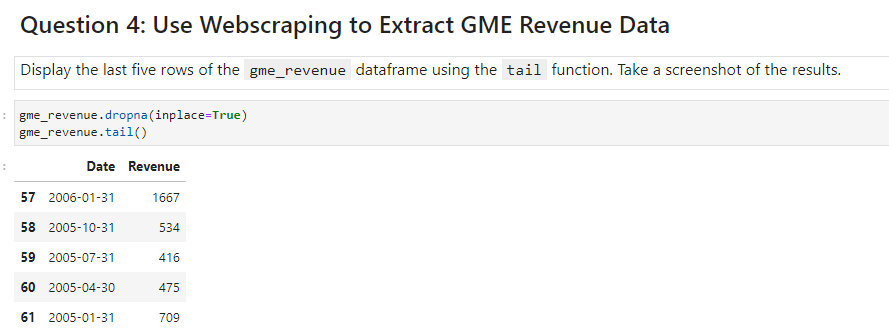 Question 4: Use Webscraping to Extract GME Revenue Data
Display the last five rows of the gme_revenue dataframe using the tail function. Take a screenshot of the results.
: gme_revenue.dropna(inplace=True)
gme_revenue.tail()
: Date Revenue
57 2006-01-31 1667
58 2005-10-31 534
59 2005-07-31 416
60 2005-04-30 475
61 2005-01-31 709